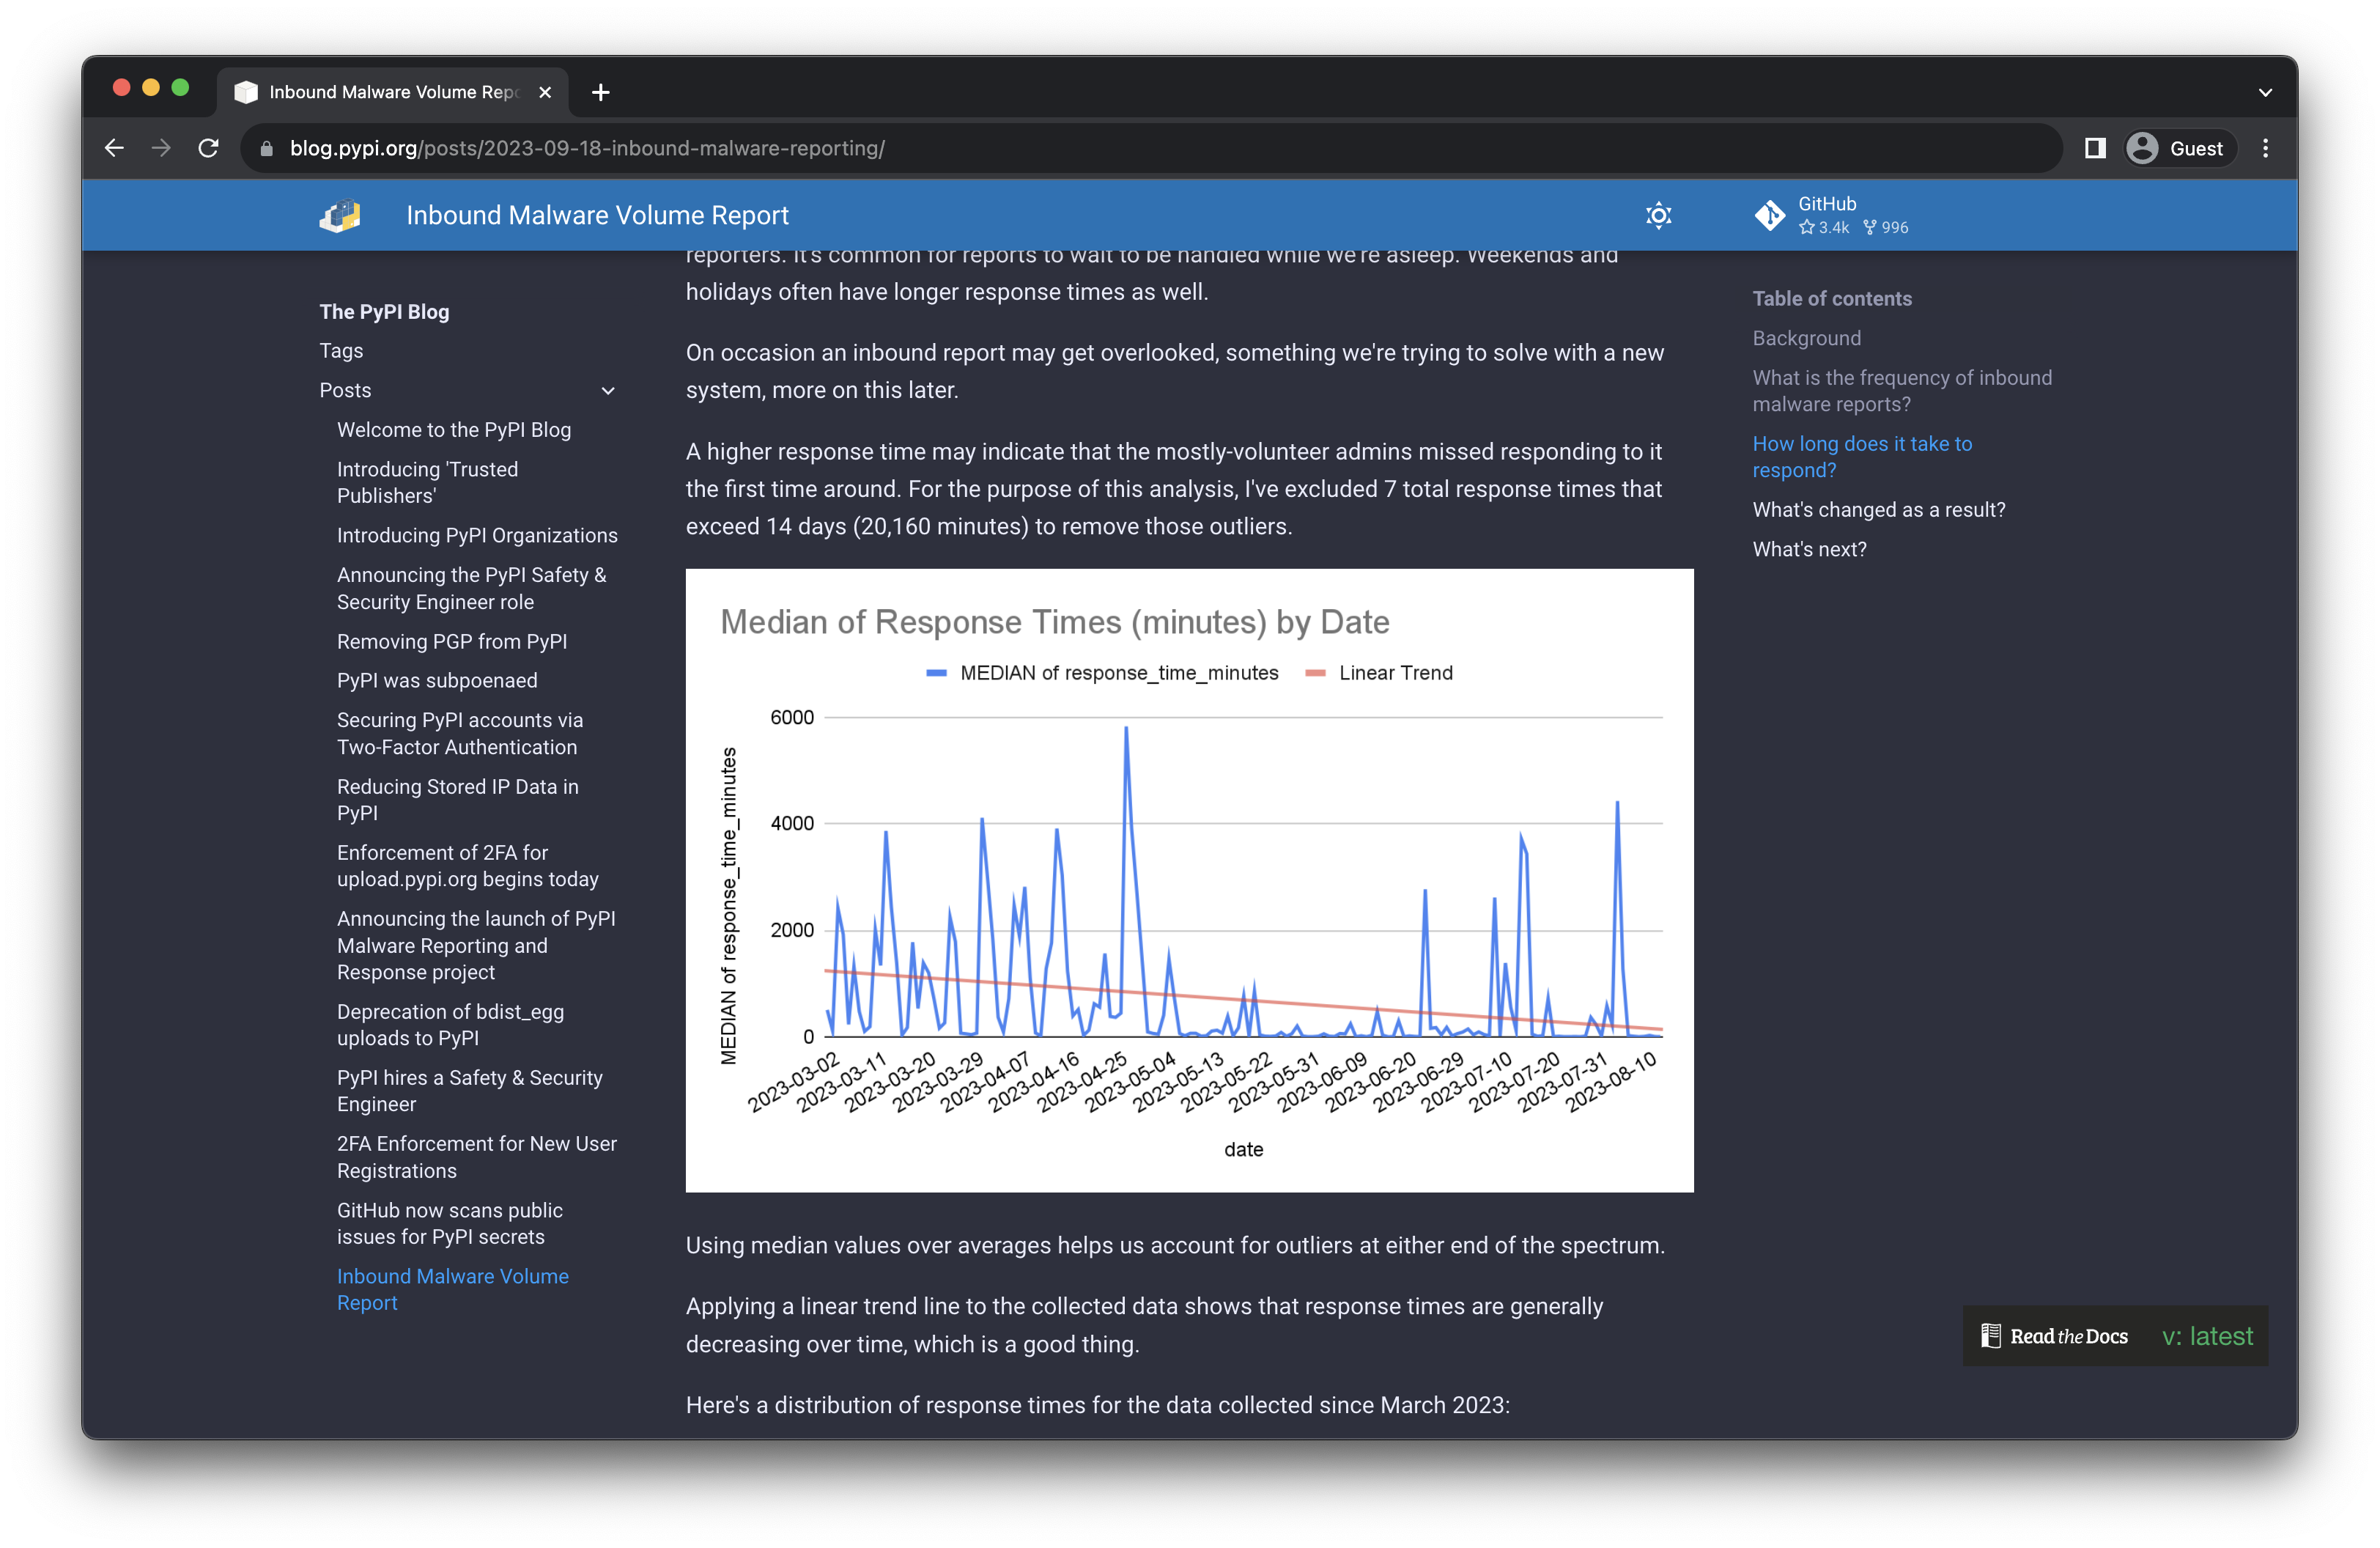 Inbound Malware Volume Repo
blog.pypi.org/posts/2023-09-18-inbound-malware-reporting/
Guest
Inbound Malware Volume Report
GitHub
3.4k 996
The PyPI Blog
Tags
Posts
Welcome to the PyPI Blog
Introducing 'Trusted
Publishers'
Introducing PyPI Organizations
Announcing the PyPI Safety &
Security Engineer role
Removing PGP from PyPI
PyPI was subpoenaed
Securing PyPI accounts via
Two-Factor Authentication
Reducing Stored IP Data in
PyPI
Enforcement of 2FA for
upload.pypi.org begins today
Announcing the launch of PyPI
Malware Reporting and
Response project
Deprecation of bdist_egg
uploads to PyPI
PyPI hires a Safety & Security
Engineer
2FA Enforcement for New User
Registrations
GitHub now scans public
issues for PyPI secrets
Inbound Malware Volume
Report
reporters. It's common for reports to wait to be handled while we're asleep. Weekends and
holidays often have longer response times as well.
On occasion an inbound report may get overlooked, something we're trying to solve with a new
system, more on this later.
A higher response time may indicate that the mostly-volunteer admins missed responding to it
the first time around. For the purpose of this analysis, I've excluded 7 total response times that
exceed 14 days (20,160 minutes) to remove those outliers.
Median of Response Times (minutes) by Date
MEDIAN of response_time_minutes Linear Trend
MEDIAN of response_time_minutes
6000
4000
2000
0
2023-03-02
2023-03-11
2023-03-20
2023-03-29
2023-04-07
2023-04-16
2023-04-25
2023-05-04
2023-05-13
2023-05-22
2023-05-31
2023-06-09
2023-06-20
2023-06-29
2023-07-10
2023-07-20
2023-07-31
2023-08-10
date
Using median values over averages helps us account for outliers at either end of the spectrum.
Applying a linear trend line to the collected data shows that response times are generally
decreasing over time, which is a good thing.
Here's a distribution of response times for the data collected since March 2023:
Table of contents
Background
What is the frequency of inbound
malware reports?
How long does it take to
respond?
What's changed as a result?
What's next?
Read the Docs v: latest